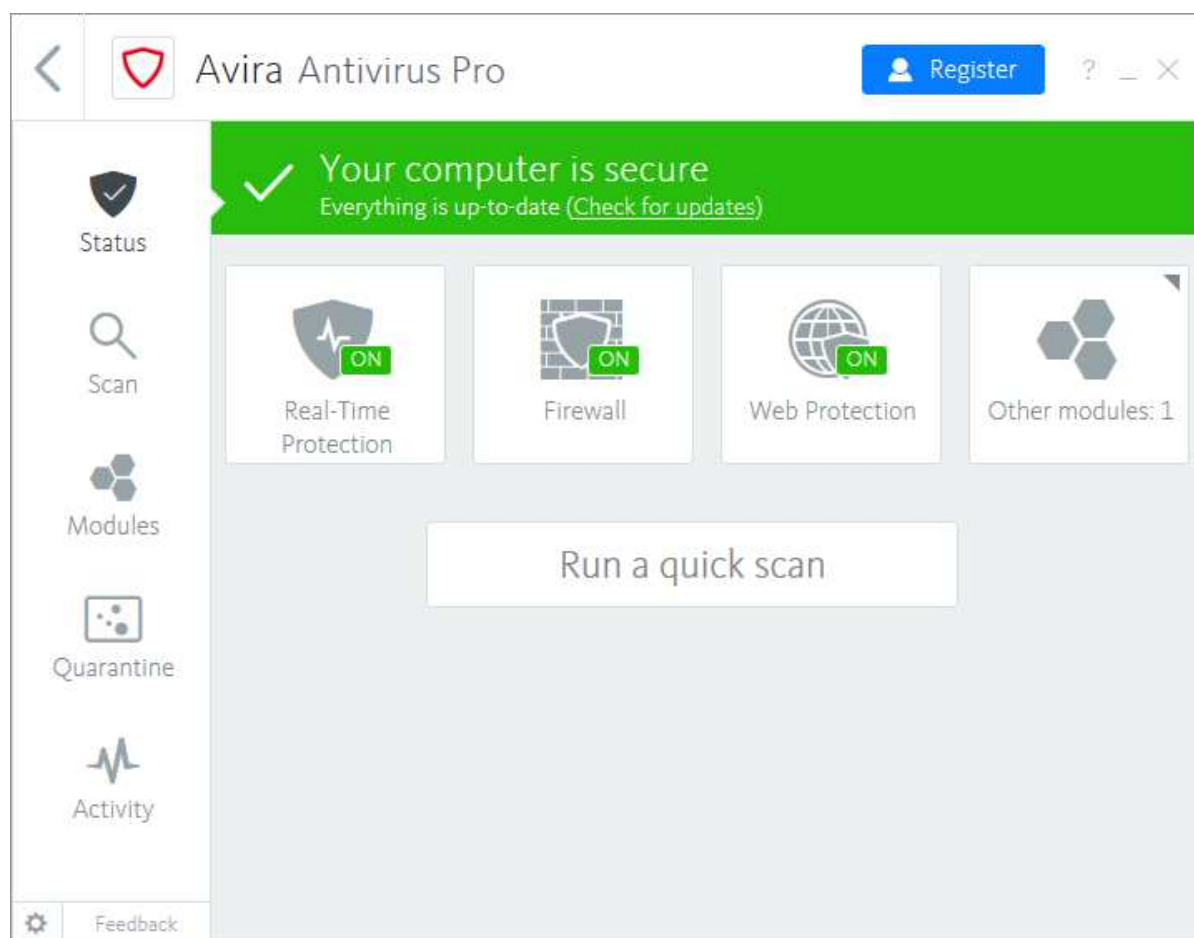 Avira Antivirus Pro
Register
?
Status
Scan
Modules
Quarantine
Activity
Feedback
Your computer is secure
Everything is up-to-date (Check for updates)
ON
Real-Time
Protection
ON
Firewall
ON
Web Protection
Other modules: 1
Run a quick scan